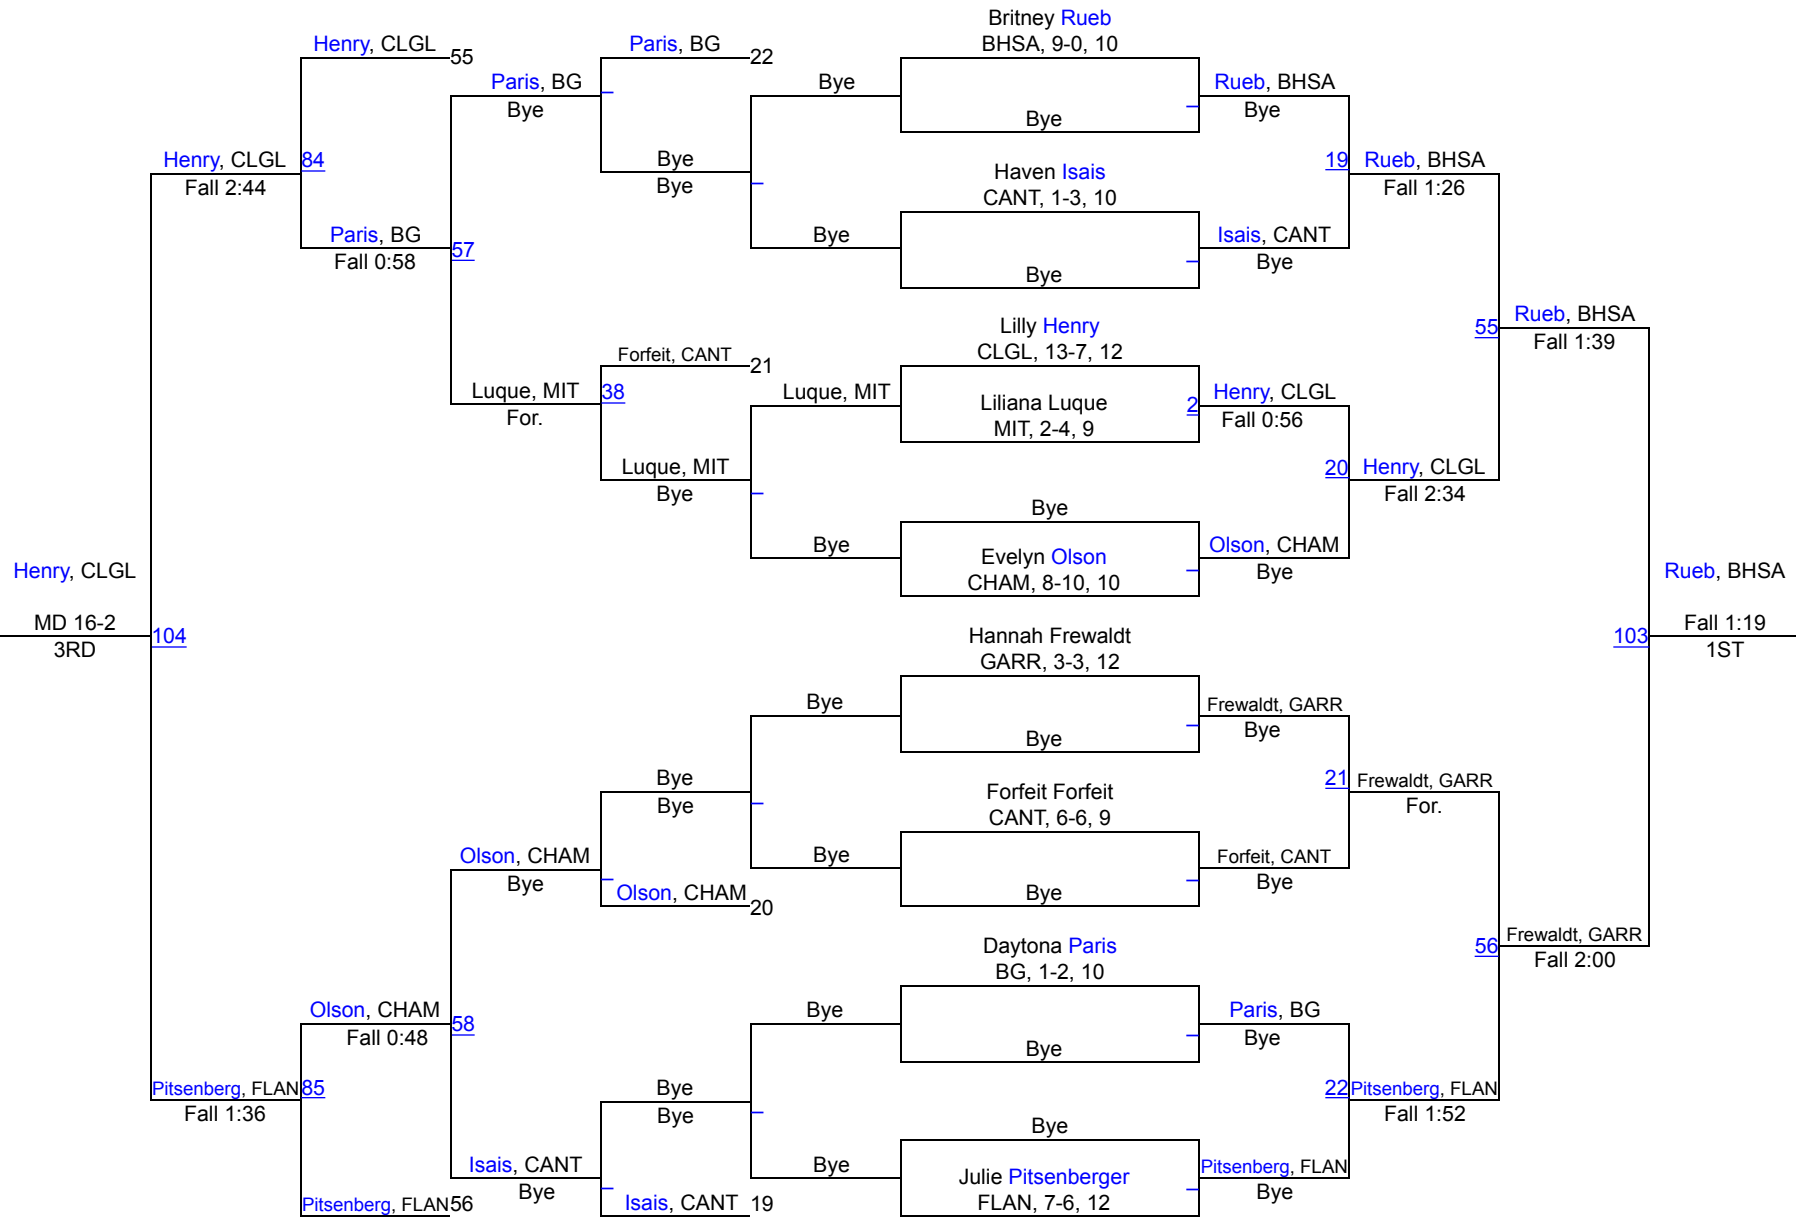 Britney Rueb
BHSA, 9-0, 10
Henry, CLGL
55
Paris, BG
22
Paris, BG
Bye
Bye
Bye
Rueb, BHSA
Bye
Henry, CLGL
84
Fall 2:44
Bye
Bye
Haven Isais
CANT, 1-3, 10
19
Rueb, BHSA
Fall 1:26
Paris, BG
57
Fall 0:58
Bye
Bye
Isais, CANT
Bye
Lilly Henry
CLGL, 13-7, 12
55
Rueb, BHSA
Fall 1:39
Forfeit, CANT
21
Luque, MIT
38
For.
Luque, MIT
Liliana Luque
MIT, 2-4, 9
2
Henry, CLGL
Fall 0:56
Luque, MIT
Bye
20
Henry, CLGL
Fall 2:34
Bye
Bye
Evelyn Olson
CHAM, 8-10, 10
Olson, CHAM
Bye
Henry, CLGL
MD 16-2
3RD
104
Rueb, BHSA
103
Fall 1:19
1ST
Hannah Frewaldt
GARR, 3-3, 12
Bye
Bye
Frewaldt, GARR
Bye
Bye
Bye
Forfeit Forfeit
CANT, 6-6, 9
21
Frewaldt, GARR
For.
Olson, CHAM
Bye
Bye
Bye
Forfeit, CANT
Bye
Olson, CHAM
20
Daytona Paris
BG, 1-2, 10
56
Frewaldt, GARR
Fall 2:00
Olson, CHAM
58
Fall 0:48
Bye
Bye
Paris, BG
Bye
Pitsenberg, FLAN
85
Fall 1:36
Bye
Bye
22
Pitsenberg, FLAN
Fall 1:52
Bye
Isais, CANT
Bye
Bye
Julie Pitsenberger
FLAN, 7-6, 12
Pitsenberg, FLAN
Bye
Pitsenberg, FLAN
56
Isais, CANT
19